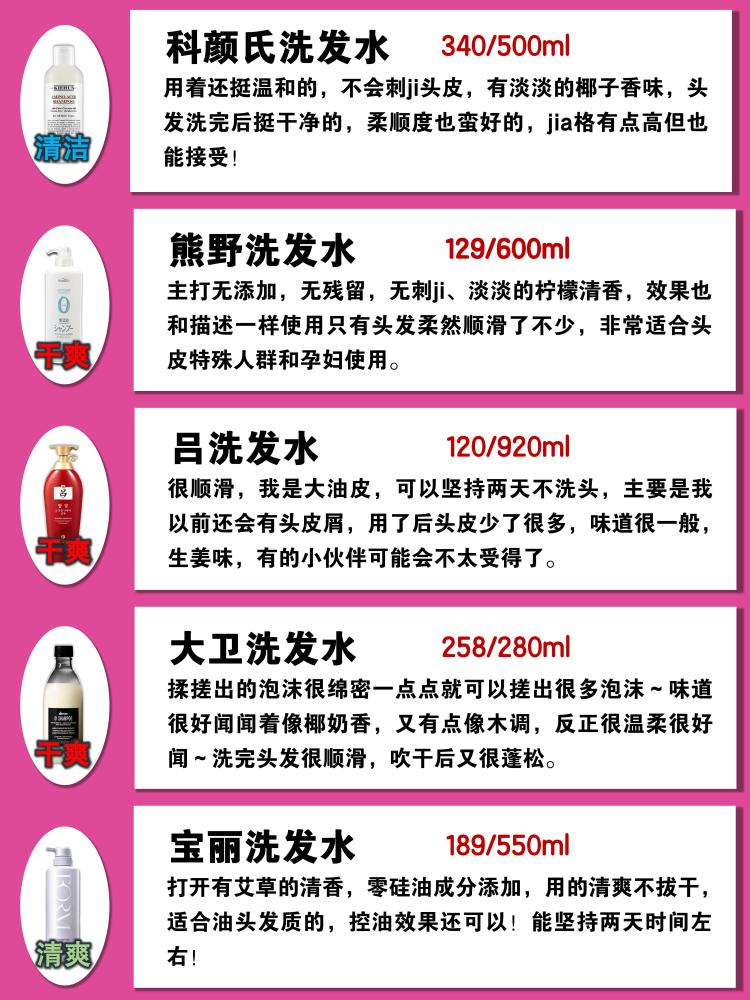 科颜氏洗发水 340/500ml
用着还挺温和的，不会刺ji头皮，有淡淡的椰子香味，头
发洗完后挺干净的，柔顺度也蛮好的，jia格有点高但也
能接受！
KIEHL'S
AMINO ACID
SHAMPOO
清洁
熊野洗发水 129/600ml
主打无添加，无残留，无刺ji、淡淡的柠檬清香，效果也
和描述一样使用只有头发柔然顺滑了不少，非常适合头
皮特殊人群和孕妇使用。
シャンプー
干爽
吕洗发水 120/920ml
很顺滑，我是大油皮，可以坚持两天不洗头，主要是我
以前还会有头皮屑，用了后头皮少了很多，味道很一般，
生姜味，有的小伙伴可能会不太受得了。
吕
干爽
大卫洗发水 258/280ml
揉搓出的泡沫很绵密一点点就可以搓出很多泡沫～味道
很好闻闻着像椰奶香，又有点像木调，反正很温柔很好
闻～洗完头发很顺滑，吹干后又很蓬松。
OI SHAMPOO
干爽
宝丽洗发水 189/550ml
打开有艾草的清香，零硅油成分添加，用的清爽不拔干，
适合油头发质的，控油效果还可以！能坚持两天时间左
右！
清爽